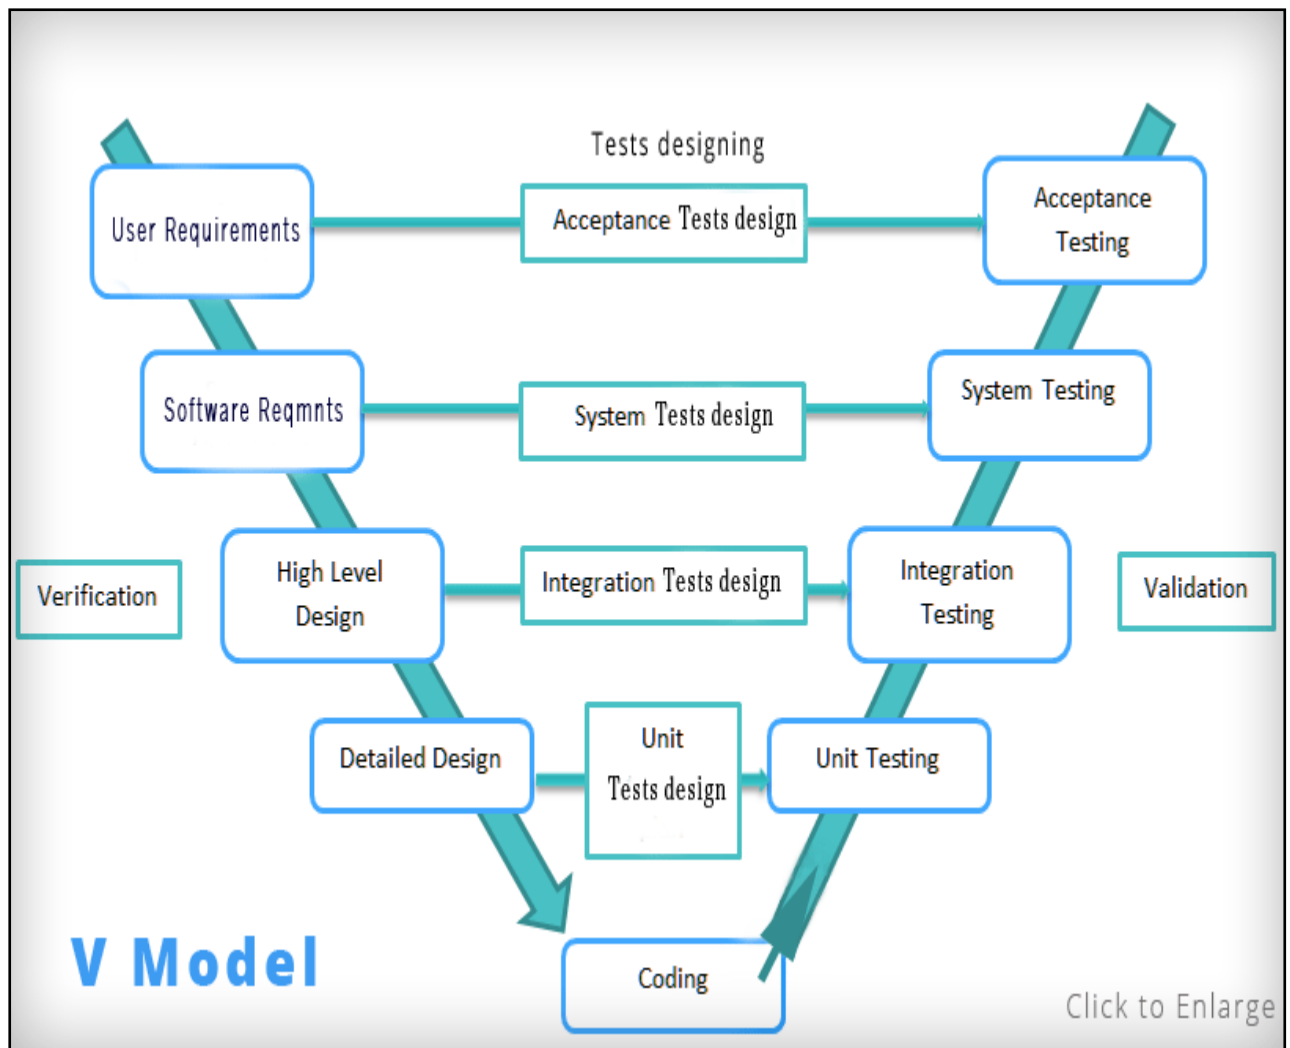 Tests designing
User Requirements
Acceptance Tests design
Acceptance
Testing
Software Reqmnts
System Tests design
System Testing
Verification
High Level
Design
Integration Tests design
Integration
Testing
Validation
Detailed Design
Unit
Tests design
Unit Testing
V Model
Coding
Click to Enlarge